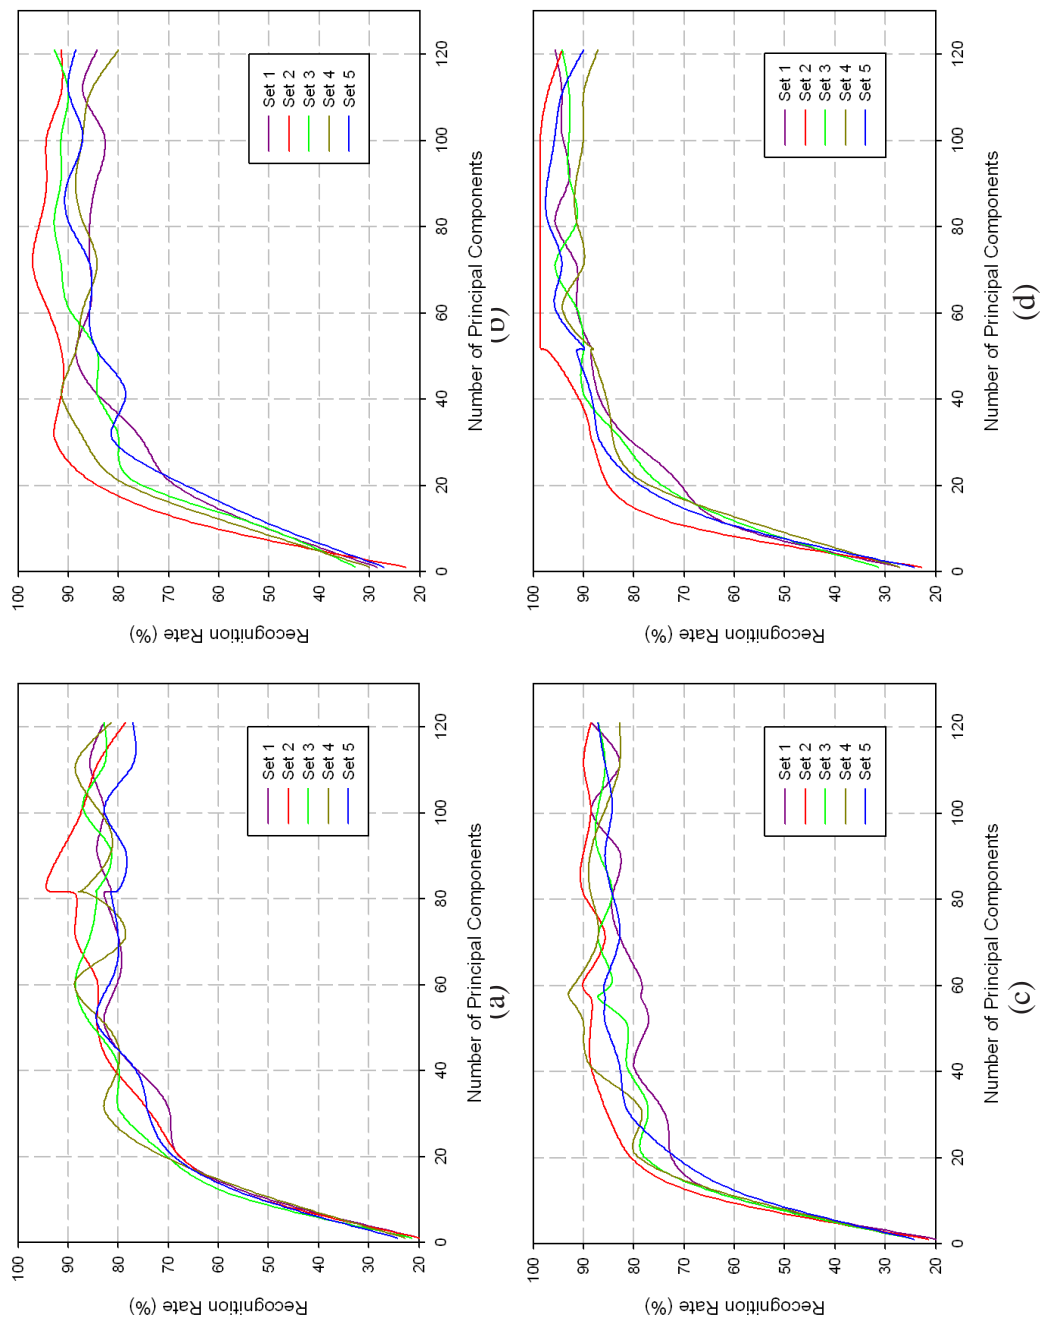 100
90
80
70
60
50
40
30
20
Recognition Rate (%)
Set 1
Set 2
Set 3
Set 4
Set 5
0 20 40 60 80 100 120
Number of Principal Components
(a)
100
90
80
70
60
50
40
30
20
Recognition Rate (%)
Set 1
Set 2
Set 3
Set 4
Set 5
0 20 40 60 80 100 120
Number of Principal Components
(b)
100
90
80
70
60
50
40
30
20
Recognition Rate (%)
Set 1
Set 2
Set 3
Set 4
Set 5
0 20 40 60 80 100 120
Number of Principal Components
(c)
100
90
80
70
60
50
40
30
20
Recognition Rate (%)
Set 1
Set 2
Set 3
Set 4
Set 5
0 20 40 60 80 100 120
Number of Principal Components
(d)